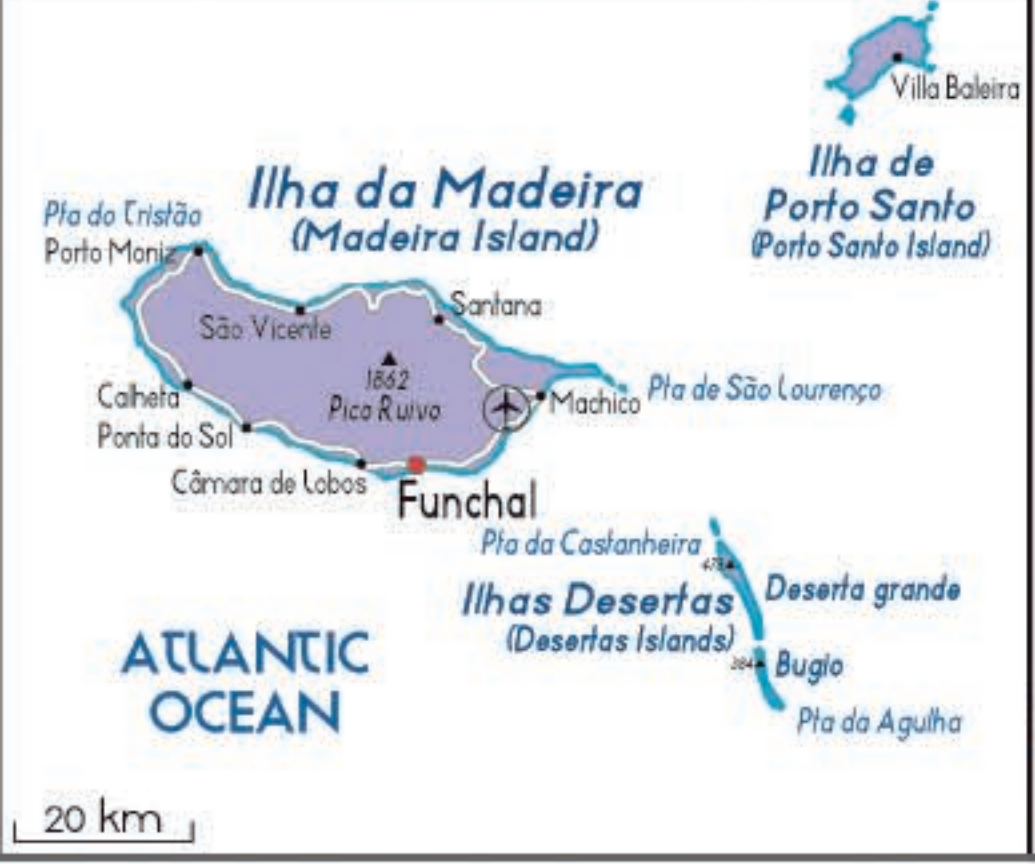 Villa Baleira
Ilha de
Porto Santo
(Porto Santo Island)
Ilha da Madeira
(Madeira Island)
Pta do Tristão
Porto Moniz
Santana
São Vicente
1862
Pico Ruivo
Calheta
Machico
Pta de São Lourenço
Ponta do Sol
Câmara de Lobos
Funchal
Pta da Castanheira
479
Ilhas Desertas
(Desertas Islands)
Deserta grande
384
Bugio
Pta da Agulha
ATLANTIC
OCEAN
20 km